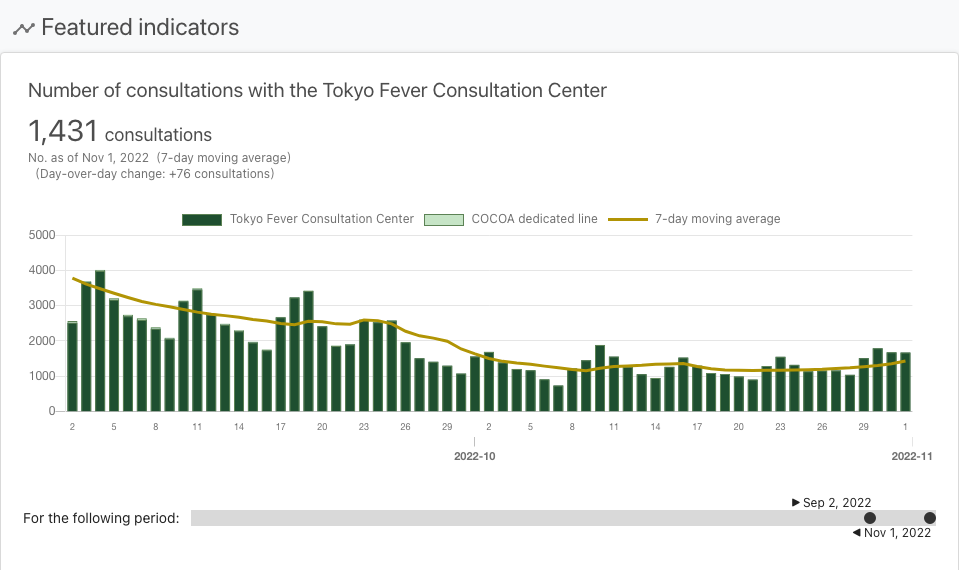 Featured indicators
Number of consultations with the Tokyo Fever Consultation Center
1,431 consultations
No. as of Nov 1, 2022 (7-day moving average)
(Day-over-day change: +76 consultations)
Tokyo Fever Consultation Center COCOA dedicated line 7-day moving average
5000
4000
3000
2000
1000
0
2 5 8 11 14 17 20 23 26 29 2 5 8 11 14 17 20 23 26 29 1
2022-10 2022-11
Sep 2, 2022
For the following period:
Nov 1, 2022